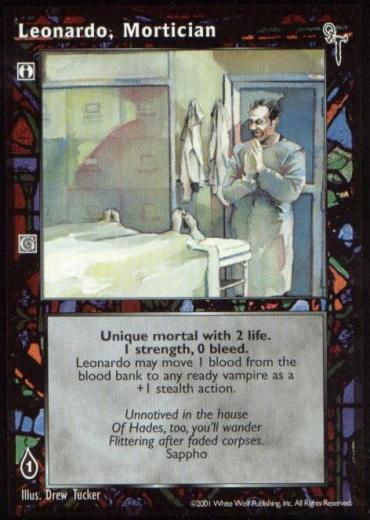 Leonardo, Mortician
Unique mortal with 2 life.
1 strength, 0 bleed.
Leonardo may move 1 blood from the
blood bank to any ready vampire as a
+1 stealth action.
Unnotived in the house
Of Hades, too, you'll wander
Flittering after faded corpses.
Sappho
1
Illus. Drew Tucker
©2001 White Wolf Publishing, Inc. All Rights Reserved.